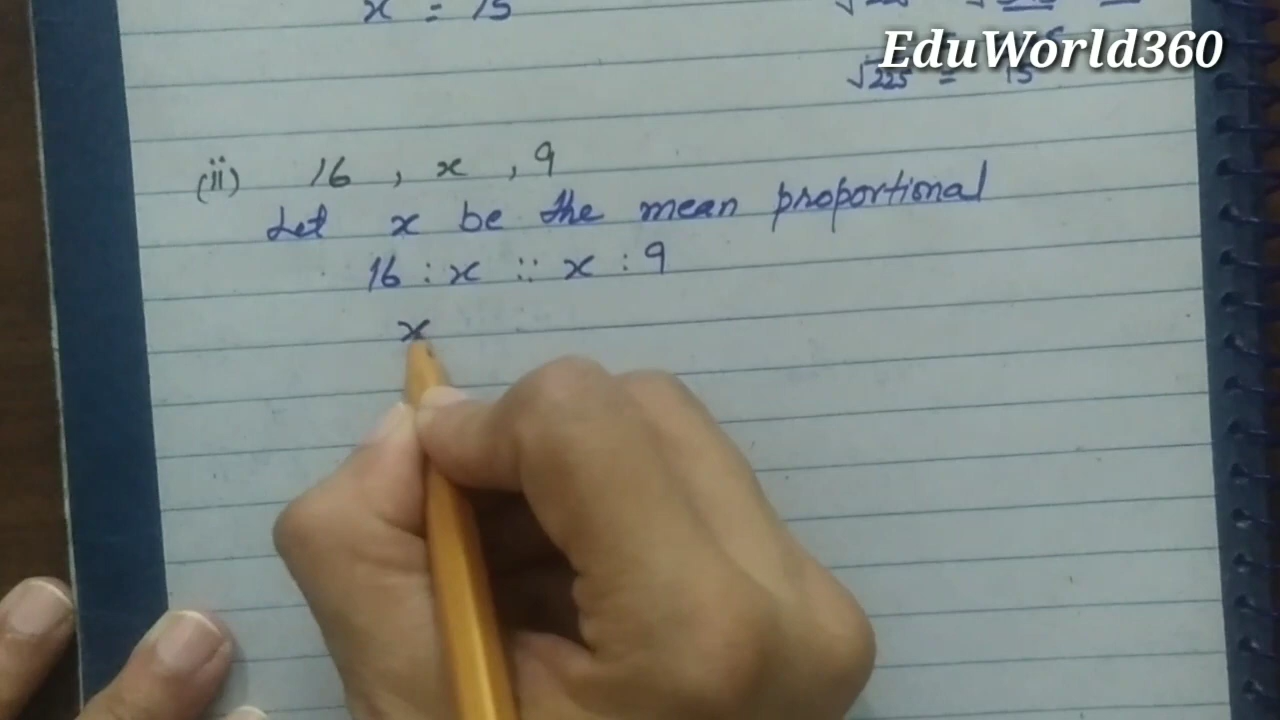 x = 15
EduWorld360
√225 = 15
(ii) 16 , x , 9
Let x be the mean proportional
16 : x :: x : 9
x